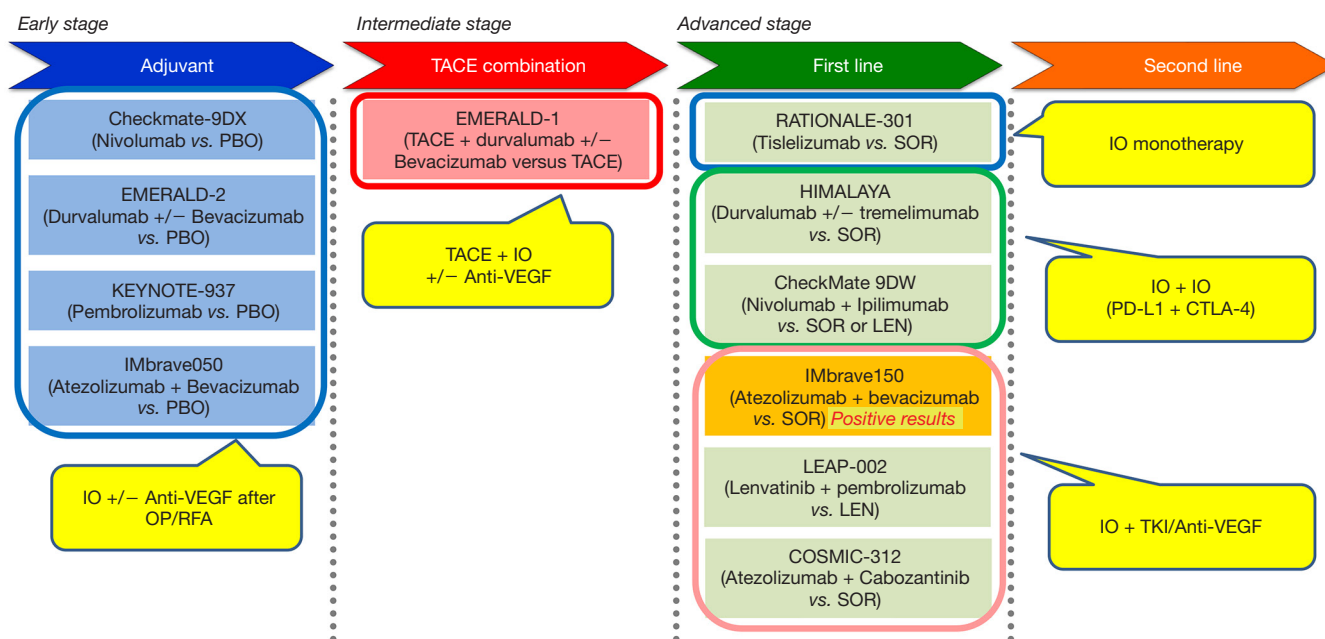 Early stage
Intermediate stage
Advanced stage
Adjuvant
TACE combination
First line
Second line
Checkmate-9DX
(Nivolumab vs. PBO)
EMERALD-2
(Durvalumab +/− Bevacizumab
vs. PBO)
KEYNOTE-937
(Pembrolizumab vs. PBO)
IMbrave050
(Atezolizumab + Bevacizumab
vs. PBO)
IO +/− Anti-VEGF after
OP/RFA
EMERALD-1
(TACE + durvalumab +/−
Bevacizumab versus TACE)
TACE + IO
+/− Anti-VEGF
RATIONALE-301
(Tislelizumab vs. SOR)
HIMALAYA
(Durvalumab +/− tremelimumab
vs. SOR)
CheckMate 9DW
(Nivolumab + Ipilimumab
vs. SOR or LEN)
IMbrave150
(Atezolizumab + bevacizumab
vs. SOR) Positive results
LEAP-002
(Lenvatinib + pembrolizumab
vs. LEN)
COSMIC-312
(Atezolizumab + Cabozantinib
vs. SOR)
IO monotherapy
IO + IO
(PD-L1 + CTLA-4)
IO + TKI/Anti-VEGF